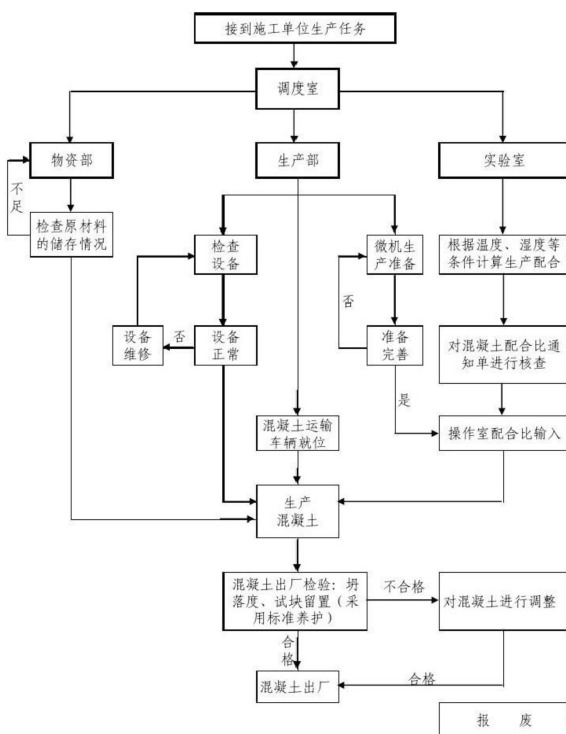 接到施工单位生产任务
调度室
物资部
生产部
实验室
不
足
检查原材料
的储存情况
检查
设备
微机生
产准备
根据温度、湿度等
条件计算生产配合
否
设备
维修
否
设备
正常
准备
完善
对混凝土配合比通
知单进行核查
是
混凝土运输
车辆就位
操作室配合比输入
生产
混凝土
混凝土出厂检验：坍
落度、试块留置（采
用标准养护）
不合格
对混凝土进行调整
合
格
混凝土出厂
合格
报 废